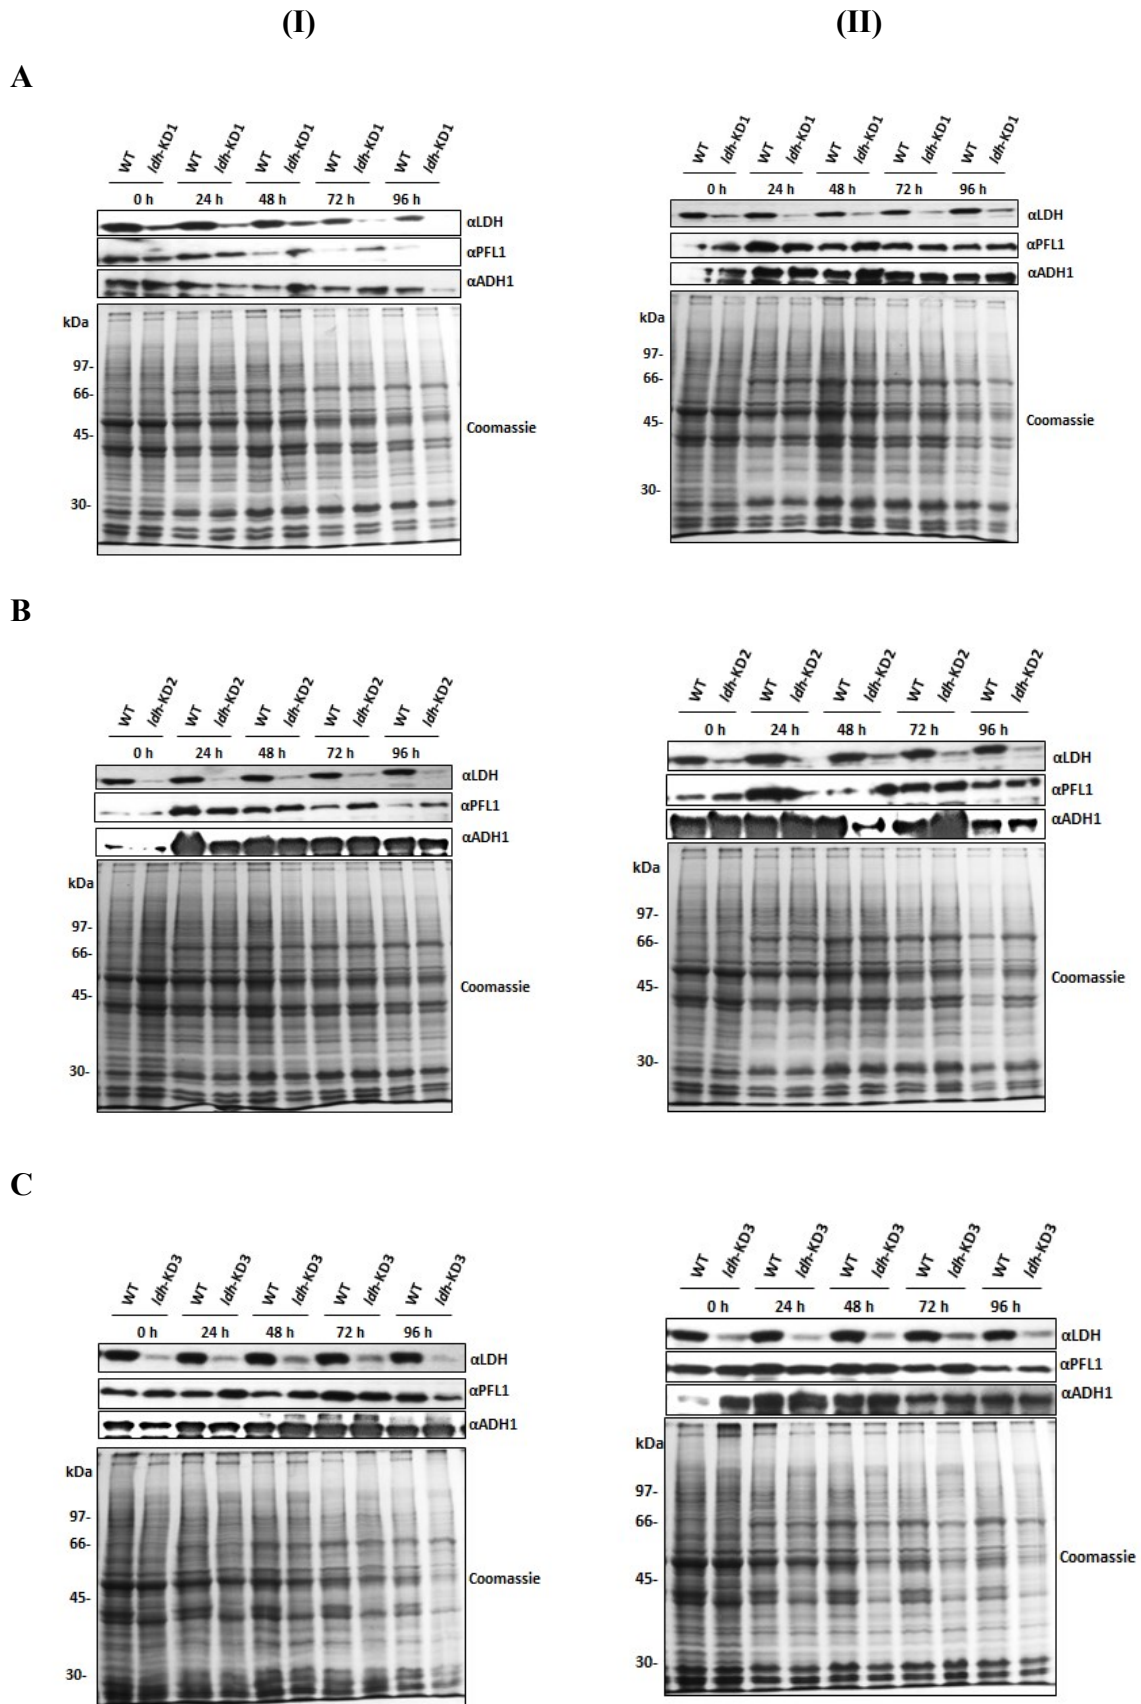 (I)
(II)
A
WT ldh-KD1 WT ldh-KD1 WT ldh-KD1 WT ldh-KD1 WT ldh-KD1
0 h 24 h 48 h 72 h 96 h
αLDH
αPFL1
αADH1
kDa
97-
66-
45-
30-
Coomassie
WT ldh-KD1 WT ldh-KD1 WT ldh-KD1 WT ldh-KD1 WT ldh-KD1
0 h 24 h 48 h 72 h 96 h
αLDH
αPFL1
αADH1
kDa
97-
66-
45-
30-
Coomassie
B
WT ldh-KD2 WT ldh-KD2 WT ldh-KD2 WT ldh-KD2 WT ldh-KD2
0 h 24 h 48 h 72 h 96 h
αLDH
αPFL1
αADH1
kDa
97-
66-
45-
30-
Coomassie
WT ldh-KD2 WT ldh-KD2 WT ldh-KD2 WT ldh-KD2 WT ldh-KD2
0 h 24 h 48 h 72 h 96 h
αLDH
αPFL1
αADH1
kDa
97-
66-
45-
30-
Coomassie
C
WT ldh-KD3 WT ldh-KD3 WT ldh-KD3 WT ldh-KD3 WT ldh-KD3
0 h 24 h 48 h 72 h 96 h
αLDH
αPFL1
αADH1
kDa
97-
66-
45-
30-
Coomassie
WT ldh-KD3 WT ldh-KD3 WT ldh-KD3 WT ldh-KD3 WT ldh-KD3
0 h 24 h 48 h 72 h 96 h
αLDH
αPFL1
αADH1
kDa
97-
66-
45-
30-
Coomassie